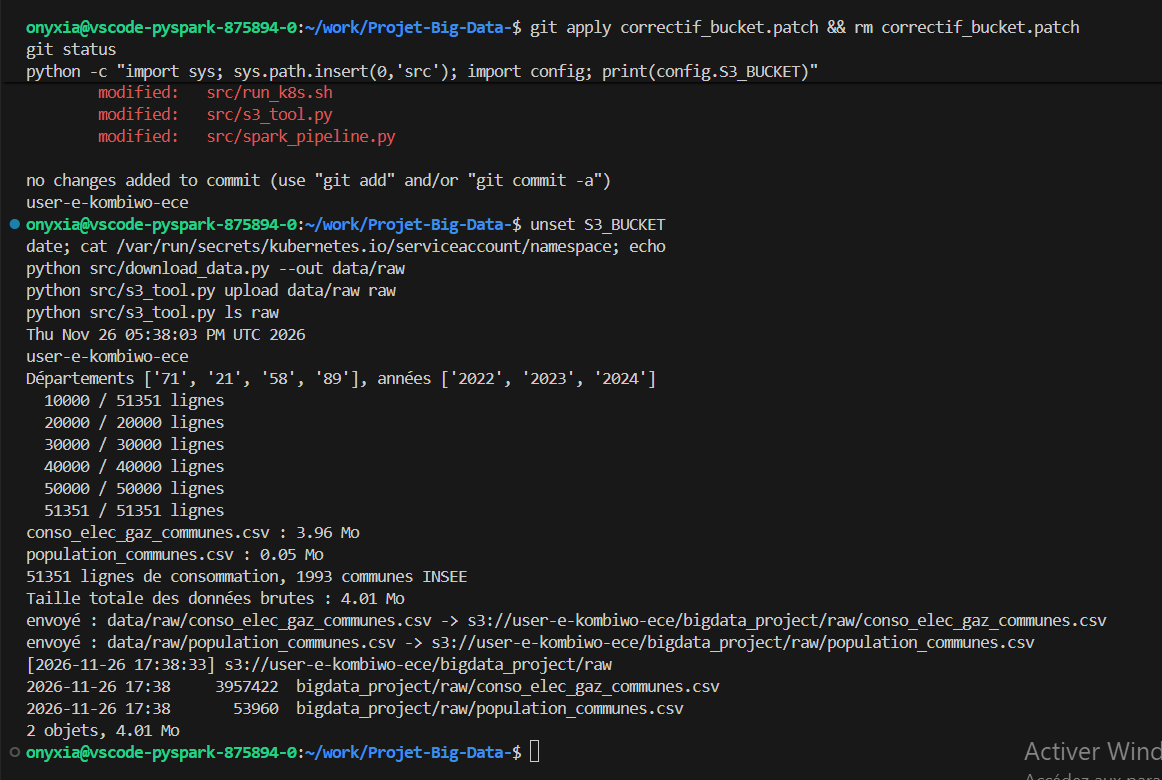 onyxia@vscode-pyspark-875894-0:~/work/Projet-Big-Data-$ git apply correctif_bucket.patch && rm correctif_bucket.patch
git status
python -c "import sys; sys.path.insert(0,'src'); import config; print(config.S3_BUCKET)"
modified:   src/run_k8s.sh
modified:   src/s3_tool.py
modified:   src/spark_pipeline.py
no changes added to commit (use "git add" and/or "git commit -a")
user-e-kombiwo-ece
onyxia@vscode-pyspark-875894-0:~/work/Projet-Big-Data-$ unset S3_BUCKET
date; cat /var/run/secrets/kubernetes.io/serviceaccount/namespace; echo
python src/download_data.py --out data/raw
python src/s3_tool.py upload data/raw raw
python src/s3_tool.py ls raw
Thu Nov 26 05:38:03 PM UTC 2026
user-e-kombiwo-ece
Départements ['71', '21', '58', '89'], années ['2022', '2023', '2024']
10000 / 51351 lignes
20000 / 20000 lignes
30000 / 30000 lignes
40000 / 40000 lignes
50000 / 50000 lignes
51351 / 51351 lignes
conso_elec_gaz_communes.csv : 3.96 Mo
population_communes.csv : 0.05 Mo
51351 lignes de consommation, 1993 communes INSEE
Taille totale des données brutes : 4.01 Mo
envoyé : data/raw/conso_elec_gaz_communes.csv -> s3://user-e-kombiwo-ece/bigdata_project/raw/conso_elec_gaz_communes.csv
envoyé : data/raw/population_communes.csv -> s3://user-e-kombiwo-ece/bigdata_project/raw/population_communes.csv
[2026-11-26 17:38:33] s3://user-e-kombiwo-ece/bigdata_project/raw
2026-11-26 17:38     3957422  bigdata_project/raw/conso_elec_gaz_communes.csv
2026-11-26 17:38       53960  bigdata_project/raw/population_communes.csv
2 objets, 4.01 Mo
onyxia@vscode-pyspark-875894-0:~/work/Projet-Big-Data-$
Activer Wind